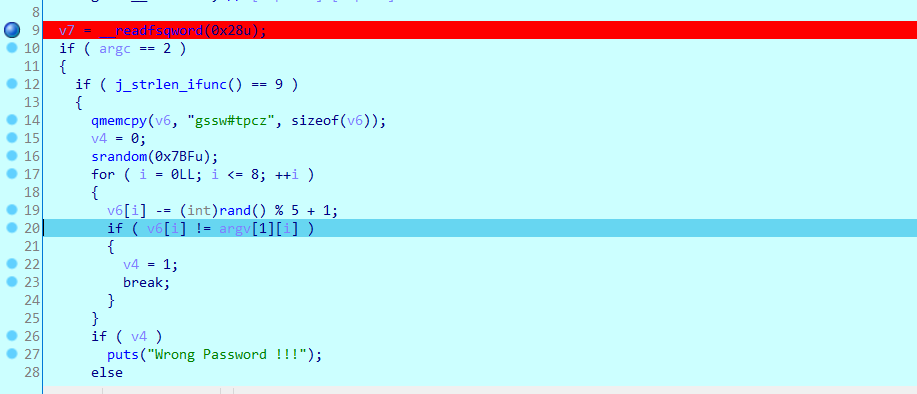 8
9 v7 = __readfsqword(0x28u);
10 if ( argc == 2 )
11 {
12 if ( j_strlen_ifunc() == 9 )
13 {
14 qmemcpy(v6, "gssw#tpcz", sizeof(v6));
15 v4 = 0;
16 srandom(0x7BFu);
17 for ( i = 0LL; i <= 8; ++i )
18 {
19 v6[i] -= (int)rand() % 5 + 1;
20 if ( v6[i] != argv[1][i] )
21 {
22 v4 = 1;
23 break;
24 }
25 }
26 if ( v4 )
27 puts("Wrong Password !!!");
28 else